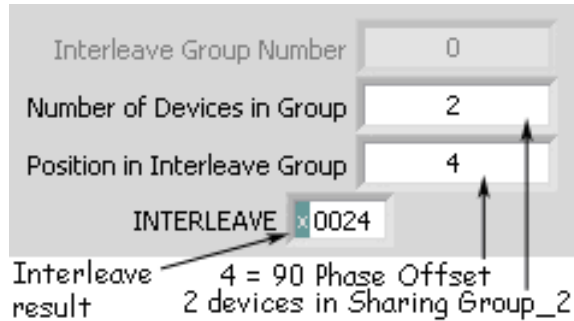 Interleave Group Number 0
Number of Devices in Group 2
Position in Interleave Group 4
INTERLEAVE x0024
Interleave 4 = 90 Phase Offset
result 2 devices in Sharing Group_2